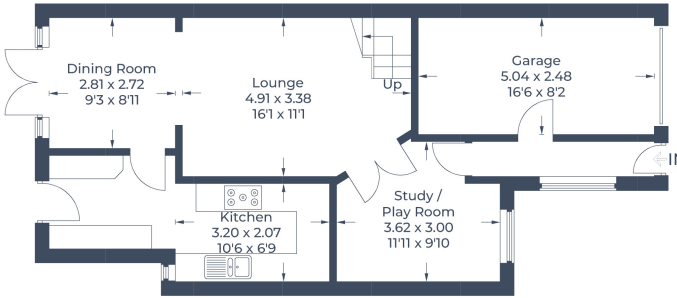 Dining Room
2.81 x 2.72
9'3 x 8'11
Lounge
4.91 x 3.38
16'1 x 11'1
Up
Garage
5.04 x 2.48
16'6 x 8'2
IN
Kitchen
3.20 x 2.07
10'6 x 6'9
Study /
Play Room
3.62 x 3.00
11'11 x 9'10